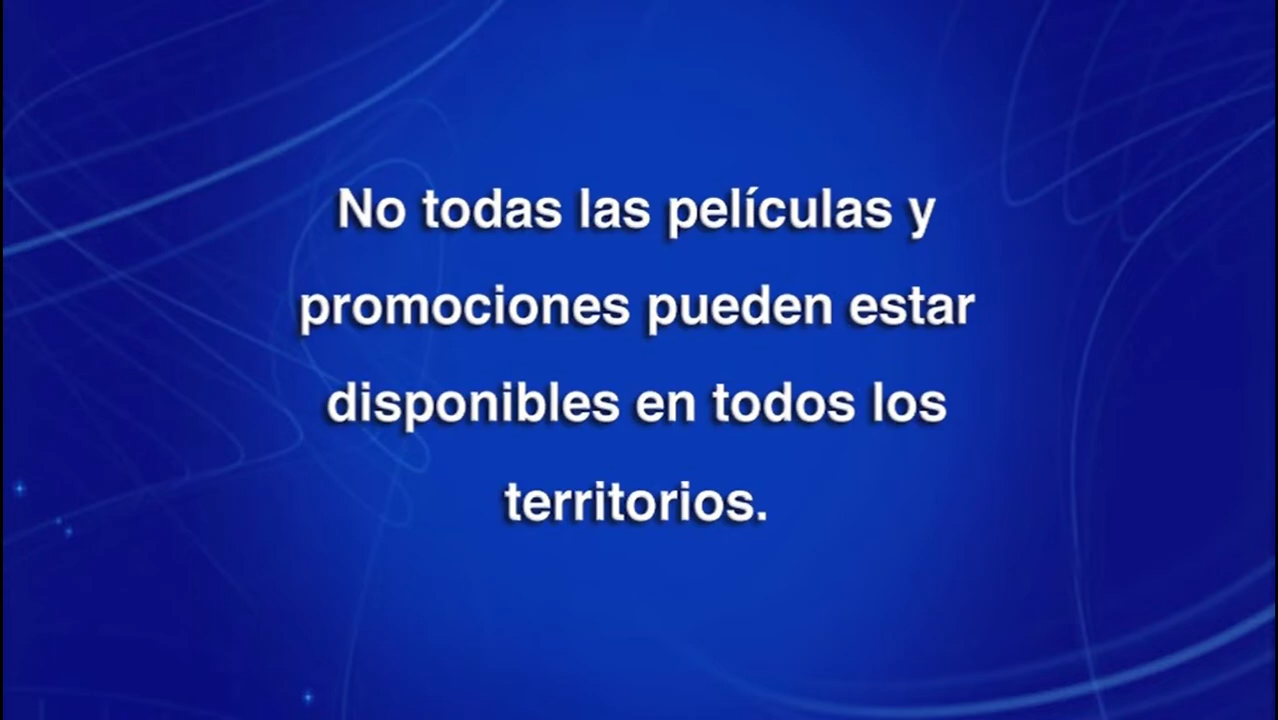 No todas las películas y
promociones pueden estar
disponibles en todos los
territorios.